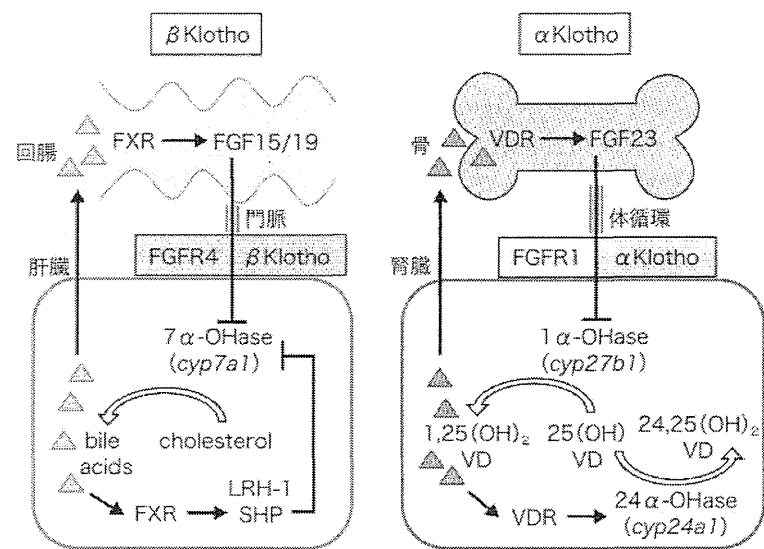 βKlotho
回腸
FXR
FGF15/19
門脈
肝臓
FGFR4
βKlotho
7α-OHase
(cyp7a1)
bile
acids
cholesterol
FXR
LRH-1
SHP
αKlotho
骨
VDR
FGF23
体循環
腎臓
FGFR1
αKlotho
1α-OHase
(cyp27b1)
1,25(OH)₂
VD
25(OH)
VD
24,25(OH)₂
VD
VDR
24α-OHase
(cyp24a1)